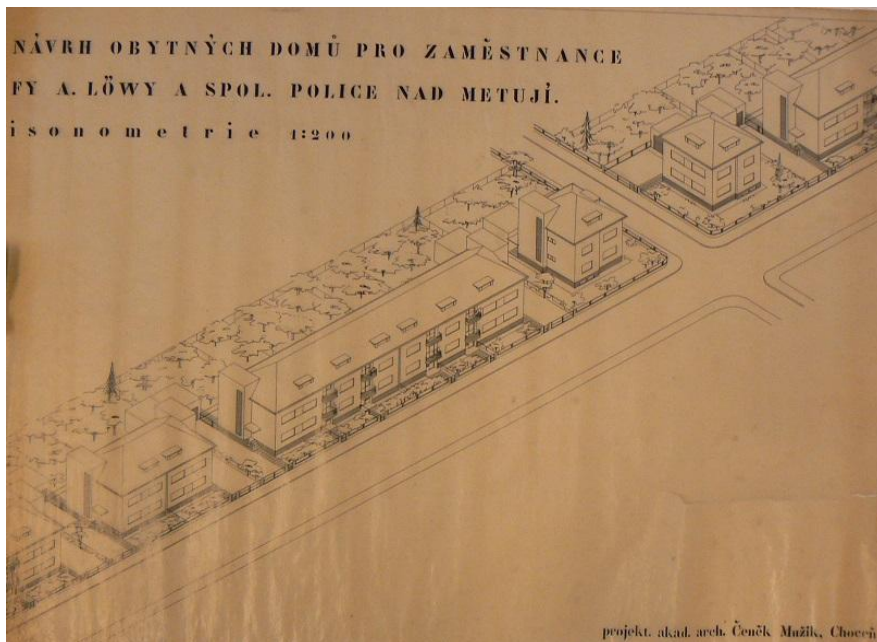 NÁVRH OBYTNÝCH DOMŮ PRO ZAMĚSTNANCE
FY A. LÖWY A SPOL. POLICE NAD METUJÍ.
isonometrie 1:200
projekt. akad. arch. Čeněk Mužík, Choceň